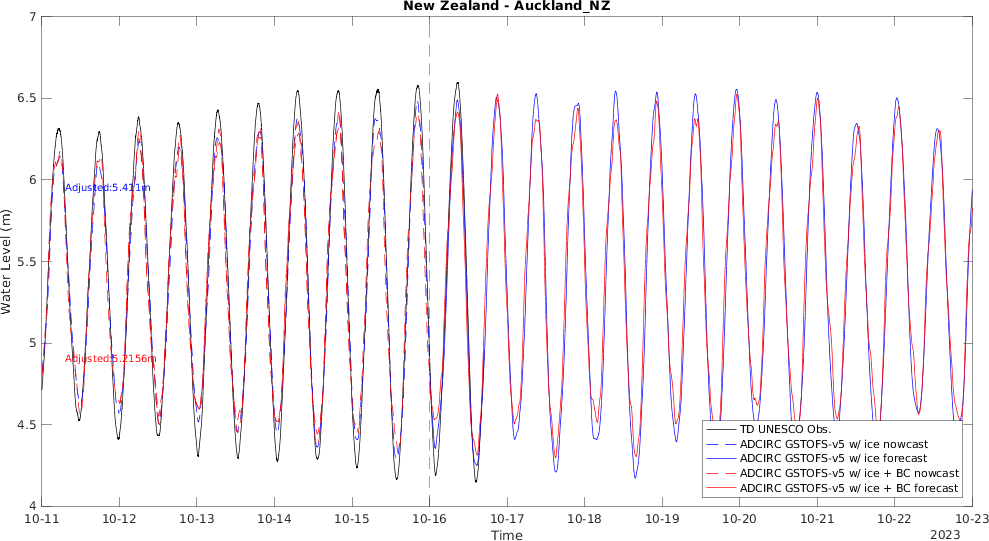 New Zealand - Auckland_NZ
7
6.5
6
5.5
5
4.5
4
Water Level (m)
Adjusted:5.411m
Adjusted:5.2156m
TD UNESCO Obs.
ADCIRC GSTOFS-v5 w/ ice nowcast
ADCIRC GSTOFS-v5 w/ ice forecast
ADCIRC GSTOFS-v5 w/ ice + BC nowcast
ADCIRC GSTOFS-v5 w/ ice + BC forecast
10-11 10-12 10-13 10-14 10-15 10-16 10-17 10-18 10-19 10-20 10-21 10-22 10-23
Time
2023